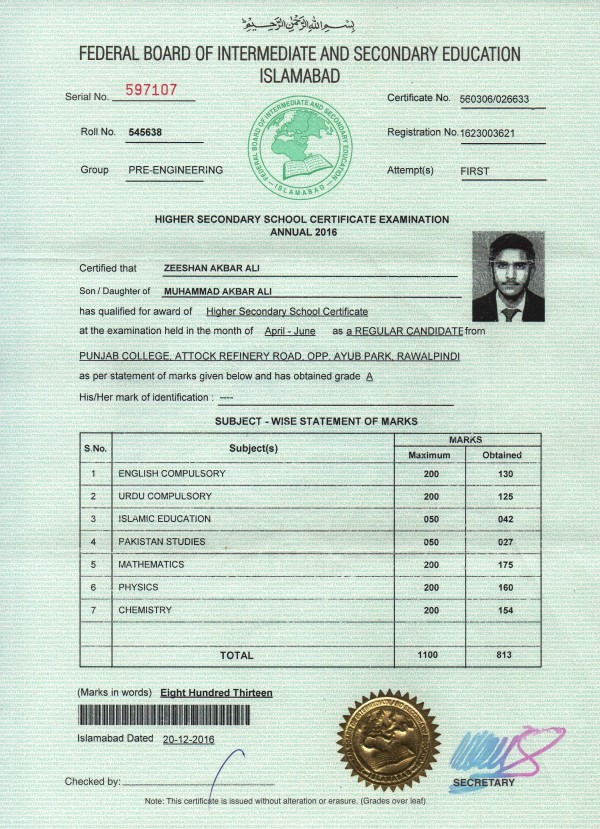 بسم الله الرحمن الرحيم
FEDERAL BOARD OF INTERMEDIATE AND SECONDARY EDUCATION
ISLAMABAD
Serial No. 597107
Certificate No. 560306/026633
Roll No. 545638
Registration No. 1623003621
Group PRE-ENGINEERING
Attempt(s) FIRST
FEDERAL BOARD OF INTERMEDIATE AND SECONDARY EDUCATION
ISLAMABAD
HIGHER SECONDARY SCHOOL CERTIFICATE EXAMINATION
ANNUAL 2016
Certified that ZEESHAN AKBAR ALI
Son / Daughter of MUHAMMAD AKBAR ALI
has qualified for award of Higher Secondary School Certificate
at the examination held in the month of April - June as a REGULAR CANDIDATE from
PUNJAB COLLEGE, ATTOCK REFINERY ROAD, OPP. AYUB PARK, RAWALPINDI
as per statement of marks given below and has obtained grade A
His/Her mark of identification : ----
SUBJECT - WISE STATEMENT OF MARKS
S.No. Subject(s) MARKS
Maximum Obtained
1 ENGLISH COMPULSORY 200 130
2 URDU COMPULSORY 200 125
3 ISLAMIC EDUCATION 050 042
4 PAKISTAN STUDIES 050 027
5 MATHEMATICS 200 175
6 PHYSICS 200 160
7 CHEMISTRY 200 154
TOTAL 1100 813
(Marks in words) Eight Hundred Thirteen
Islamabad Dated 20-12-2016
Checked by:
SECRETARY
Note: This certificate is issued without alteration or erasure. (Grades over leaf)